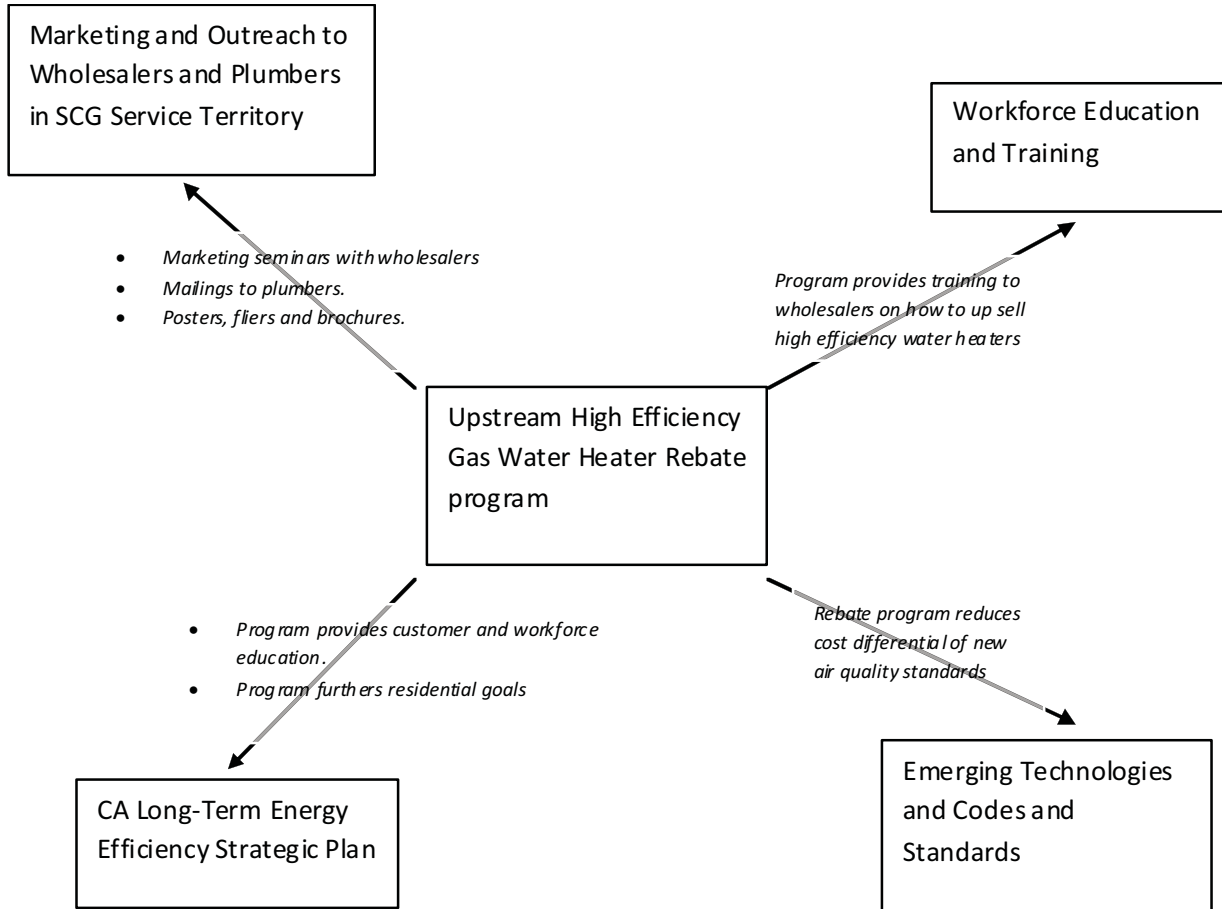 Marketing and Outreach to
Wholesalers and Plumbers
in SCG Service Territory
Workforce Education
and Training
• Marketing seminars with wholesalers
• Mailings to plumbers.
• Posters, fliers and brochures.
Program provides training to
wholesalers on how to up sell
high efficiency water heaters
Upstream High Efficiency
Gas Water Heater Rebate
program
• Program provides customer and workforce
education.
• Program furthers residential goals
Rebate program reduces
cost differential of new
air quality standards
CA Long-Term Energy
Efficiency Strategic Plan
Emerging Technologies
and Codes and
Standards